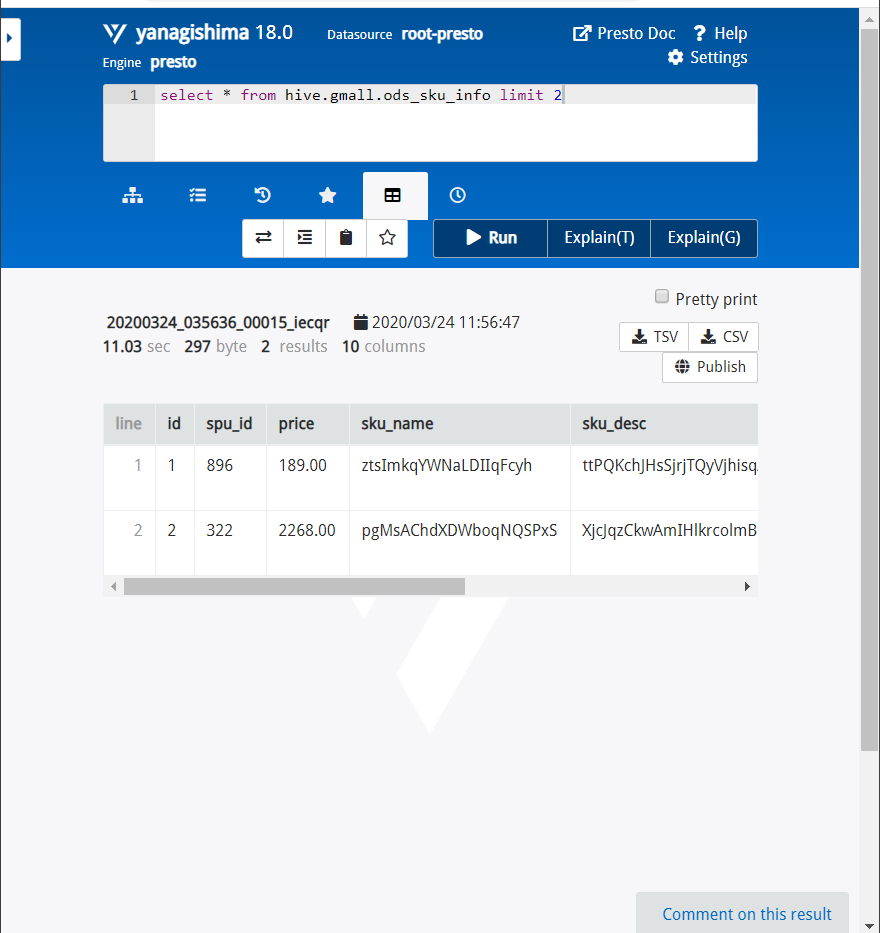 yanagishima 18.0 Datasource root-presto Presto Doc Help
Engine presto Settings
1 select * from hive.gmall.ods_sku_info limit 2
Run Explain(T) Explain(G)
Pretty print
20200324_035636_00015_iecqr 2020/03/24 11:56:47
11.03 sec 297 byte 2 results 10 columns
TSV CSV
Publish
line id spu_id price sku_name sku_desc
1 1 896 189.00 ztsImkqYWNaLDIIqFcyh ttPQKchJHsSjrjTQyVjhisq
2 2 322 2268.00 pgMsAChdXDWboqNQSPxS XjcJqzCkwAmIHlkrcolmB
Comment on this result